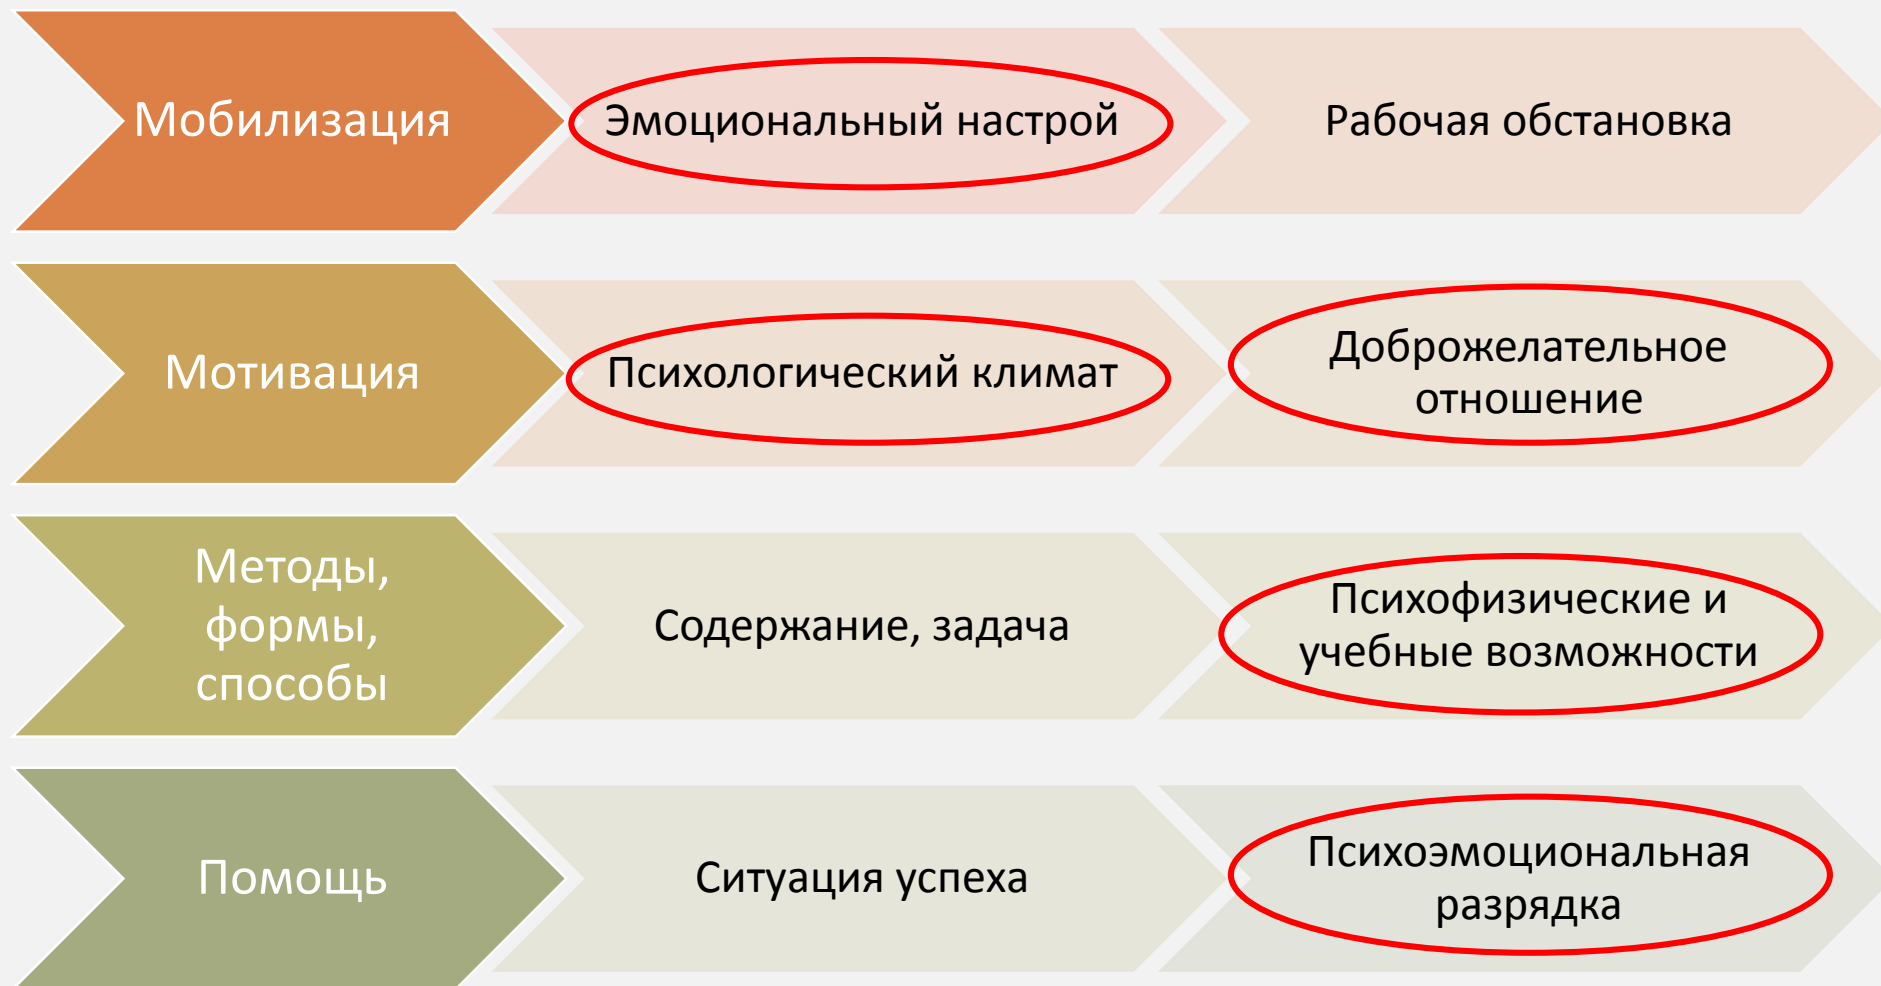 Мобилизация
Эмоциональный настрой
Рабочая обстановка
Мотивация
Психологический климат
Доброжелательное
отношение
Методы,
формы,
способы
Содержание, задача
Психофизические и
учебные возможности
Помощь
Ситуация успеха
Психоэмоциональная
разрядка